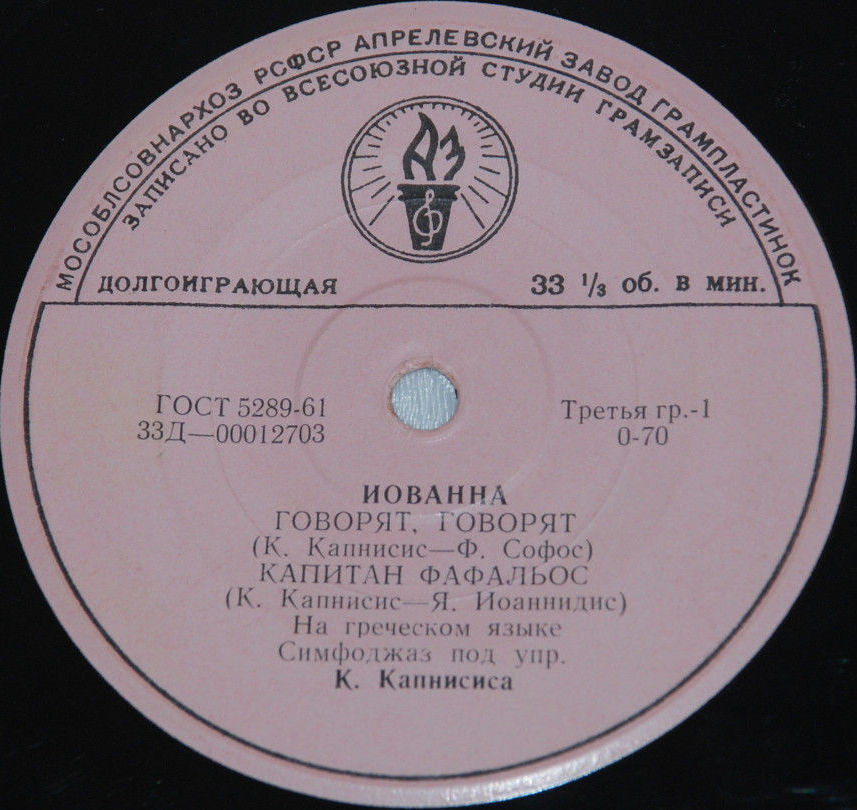 МОСОБЛСОВНАРХОЗ РСФСР АПРЕЛЕВСКИЙ ЗАВОД ГРАМПЛАСТИНОК
ЗАПИСАНО ВО ВСЕСОЮЗНОЙ СТУДИИ ГРАМЗАПИСИ
АЗ
ДОЛГОИГРАЮЩАЯ 33 1/3 об. в мин.
ГОСТ 5289-61 Третья гр.-1
33Д—00012703 0-70
ИОВАННА
ГОВОРЯТ, ГОВОРЯТ
(К. Капнисис—Ф. Софос)
КАПИТАН ФАФАЛЬОС
(К. Капнисис—Я. Иоаннидис)
На греческом языке
Симфоджаз под упр.
К. Капнисиса